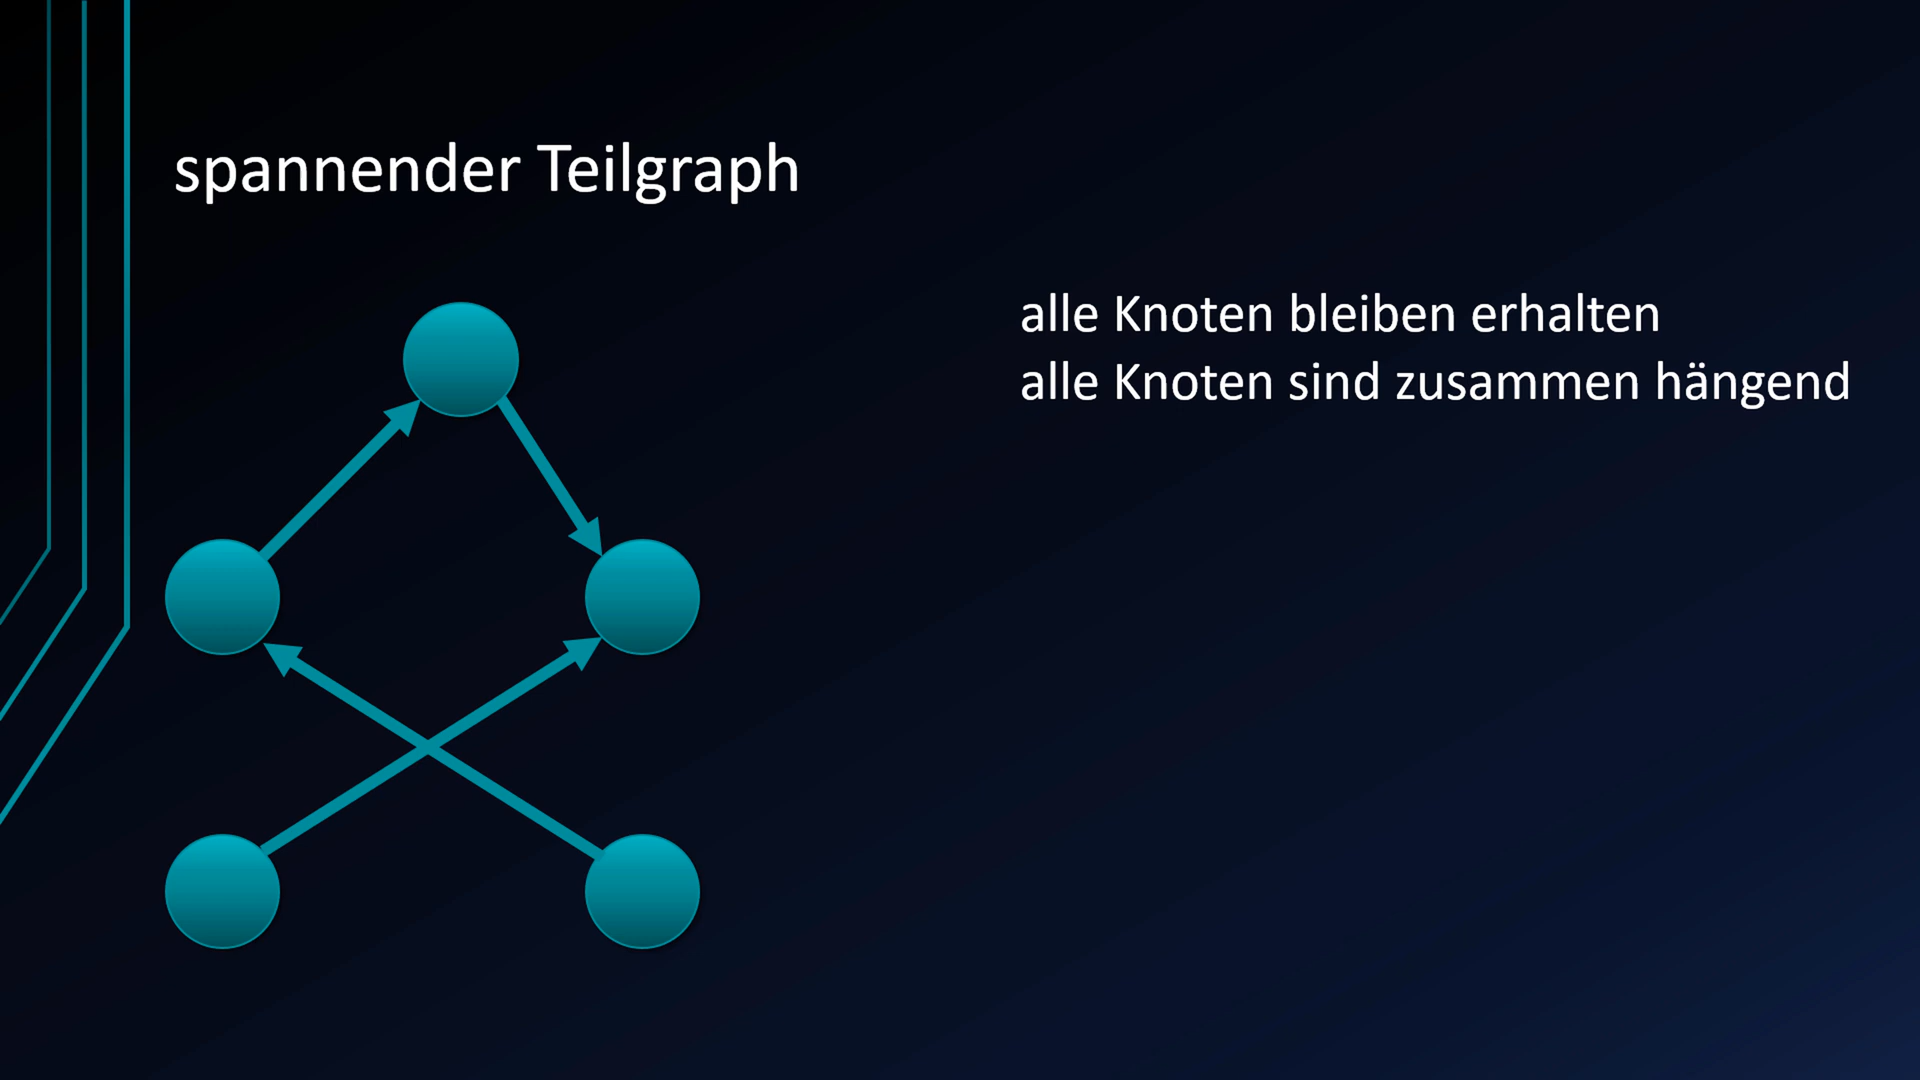 spannender Teilgraph
alle Knoten bleiben erhalten
alle Knoten sind zusammen hängend